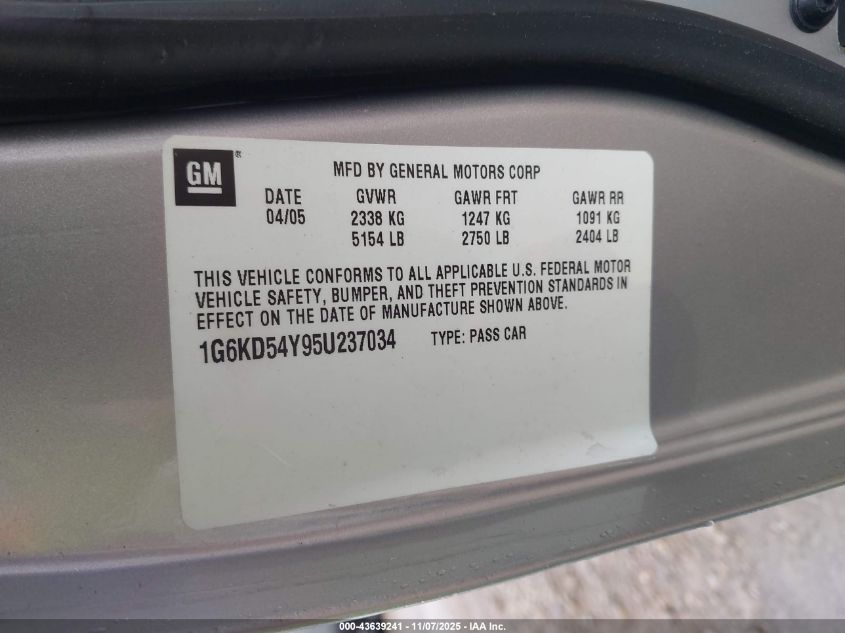 GM®
MFD BY GENERAL MOTORS CORP
DATE GVWR GAWR FRT GAWR RR
04/05 2338 KG 1247 KG 1091 KG
5154 LB 2750 LB 2404 LB
THIS VEHICLE CONFORMS TO ALL APPLICABLE U.S. FEDERAL MOTOR
VEHICLE SAFETY, BUMPER, AND THEFT PREVENTION STANDARDS IN
EFFECT ON THE DATE OF MANUFACTURE SHOWN ABOVE.
1G6KD54Y95U237034 TYPE: PASS CAR
000-43639241 - 11/07/2025 - IAA Inc.